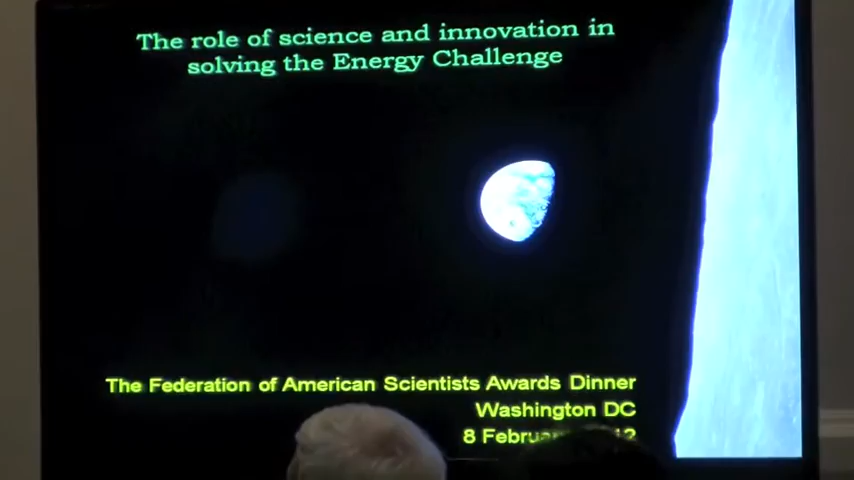 The role of science and innovation in
solving the Energy Challenge
The Federation of American Scientists Awards Dinner
Washington DC
8